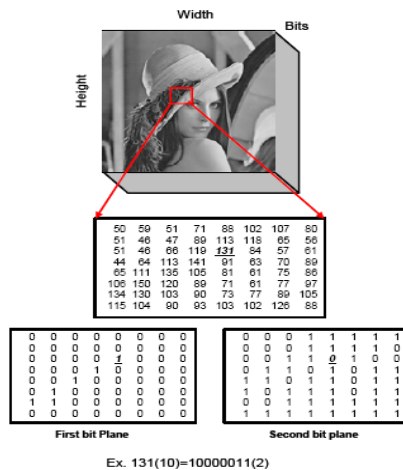 Width
Bits
Height
50 59 51 71 88 102 107 80
51 46 47 89 113 118 65 56
51 46 66 119 131 84 57 61
44 64 113 141 91 63 70 89
65 111 135 105 81 61 75 86
106 150 120 89 71 61 77 97
134 130 103 90 73 77 89 105
115 104 90 93 103 102 126 88
0 0 0 0 0 0 0 0
0 0 0 0 0 0 0 0
0 0 0 0 1 0 0 0
0 0 0 1 0 0 0 0
0 0 1 0 0 0 0 0
0 1 0 0 0 0 0 0
1 1 0 0 0 0 0 0
0 0 0 0 0 0 0 0
First bit Plane
0 0 0 1 1 1 1 1
0 0 0 1 1 1 1 0
0 0 1 1 0 1 0 0
0 1 1 0 1 0 1 1
1 1 0 1 1 0 1 1
1 0 1 1 1 0 1 1
0 0 1 1 1 1 1 1
1 1 1 1 1 1 1 1
Second bit plane
Ex. 131(10)=10000011(2)